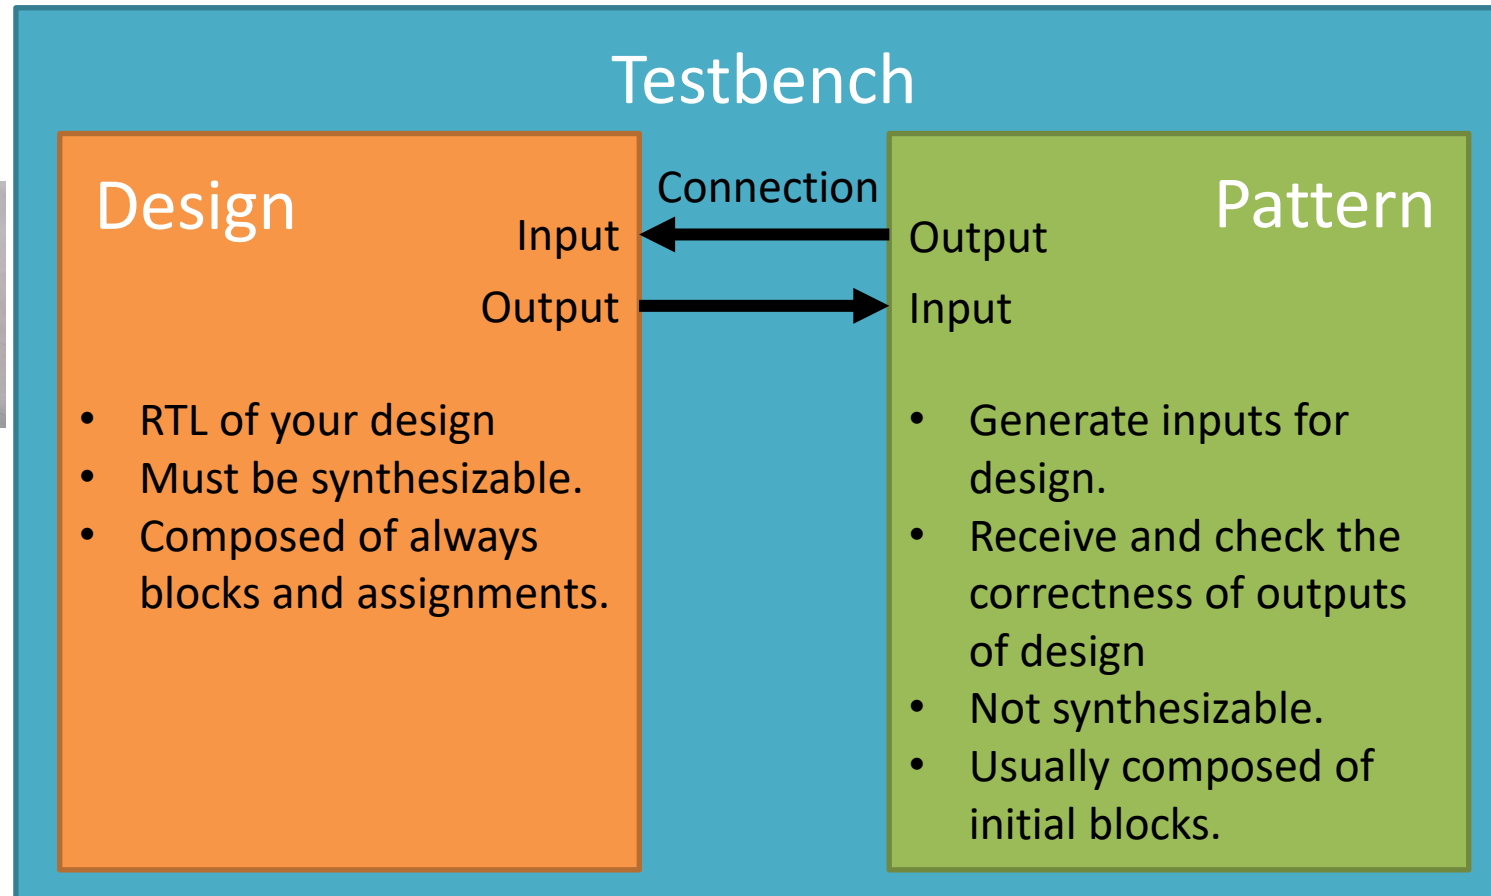 Testbench
Design
Connection
Pattern
Input
Output
Output
Input
• RTL of your design
• Must be synthesizable.
• Composed of always
blocks and assignments.
• Generate inputs for
design.
• Receive and check the
correctness of outputs
of design
• Not synthesizable.
• Usually composed of
initial blocks.